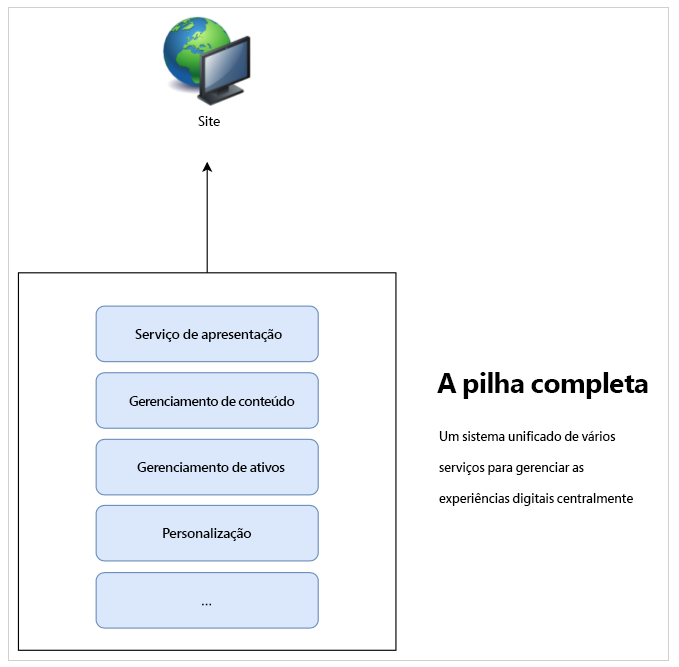 Site
Serviço de apresentação
Gerenciamento de conteúdo
Gerenciamento de ativos
Personalização
...
A pilha completa
Um sistema unificado de vários
serviços para gerenciar as
experiências digitais centralmente